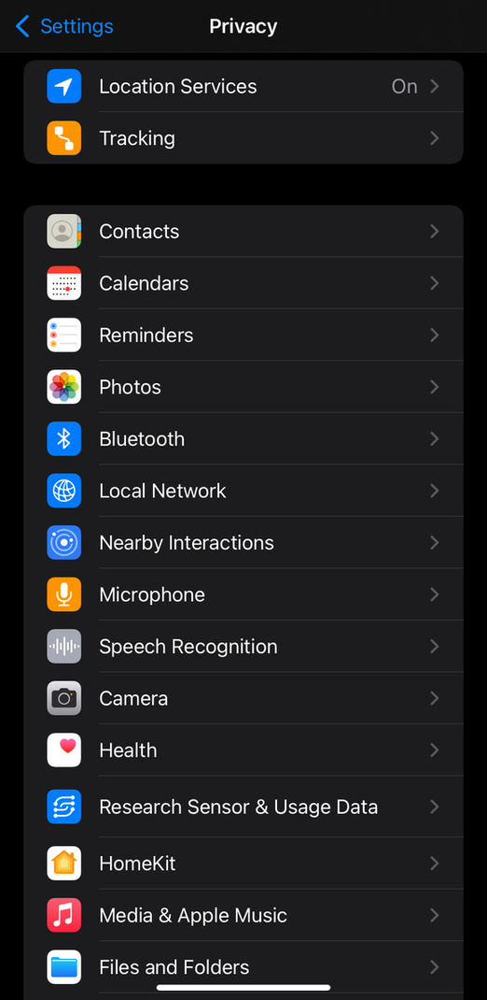 Settings
Privacy
Location Services On
Tracking
Contacts
Calendars
Reminders
Photos
Bluetooth
Local Network
Nearby Interactions
Microphone
Speech Recognition
Camera
Health
Research Sensor & Usage Data
HomeKit
Media & Apple Music
Files and Folders